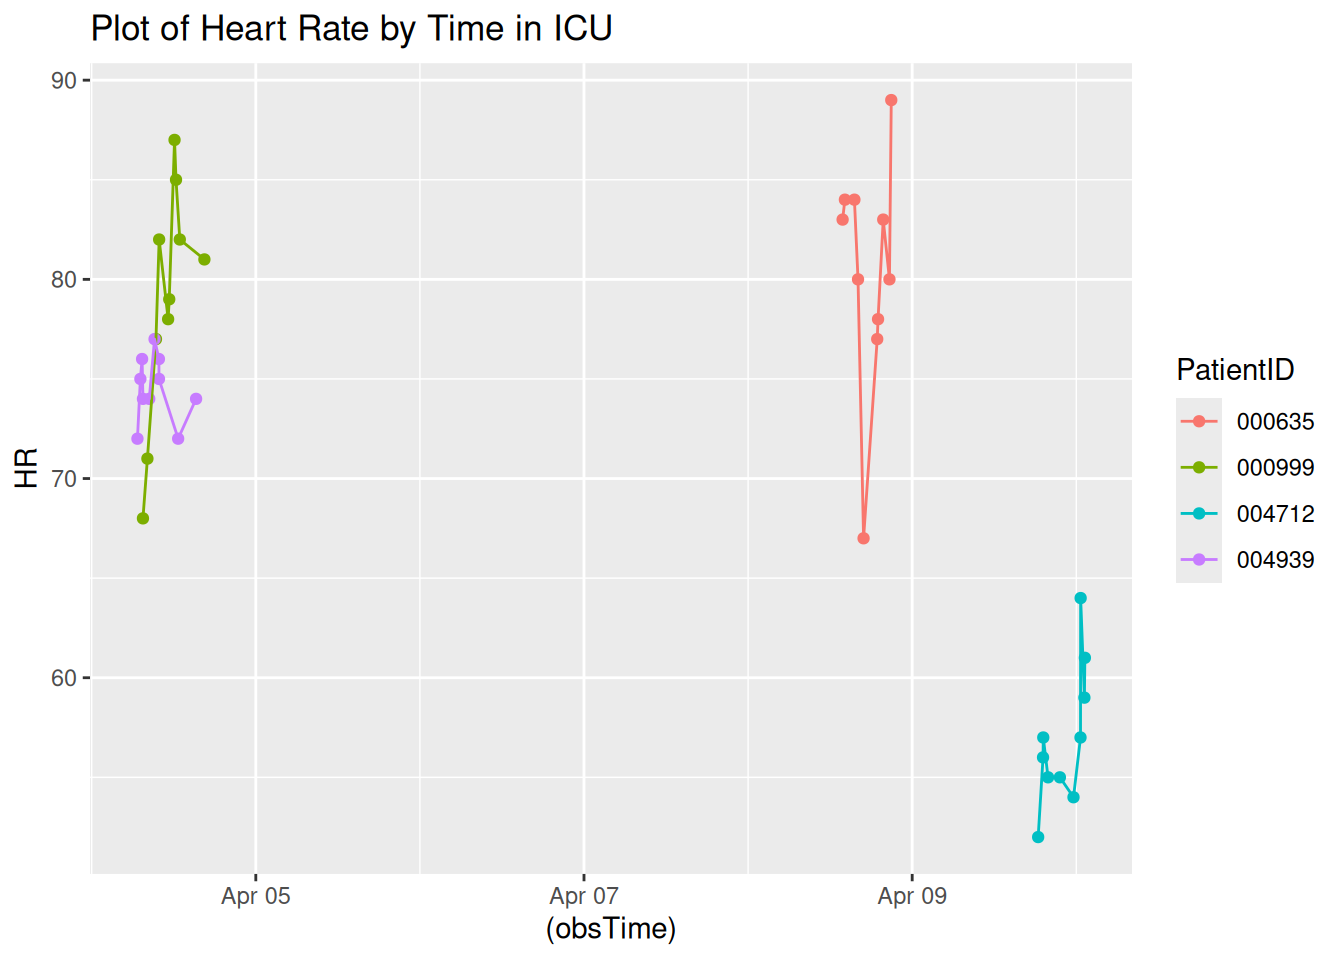 Plot of Heart Rate by Time in ICU
90
80
70
60
HR
Apr 05
Apr 07
Apr 09
(obsTime)
PatientID
000635
000999
004712
004939